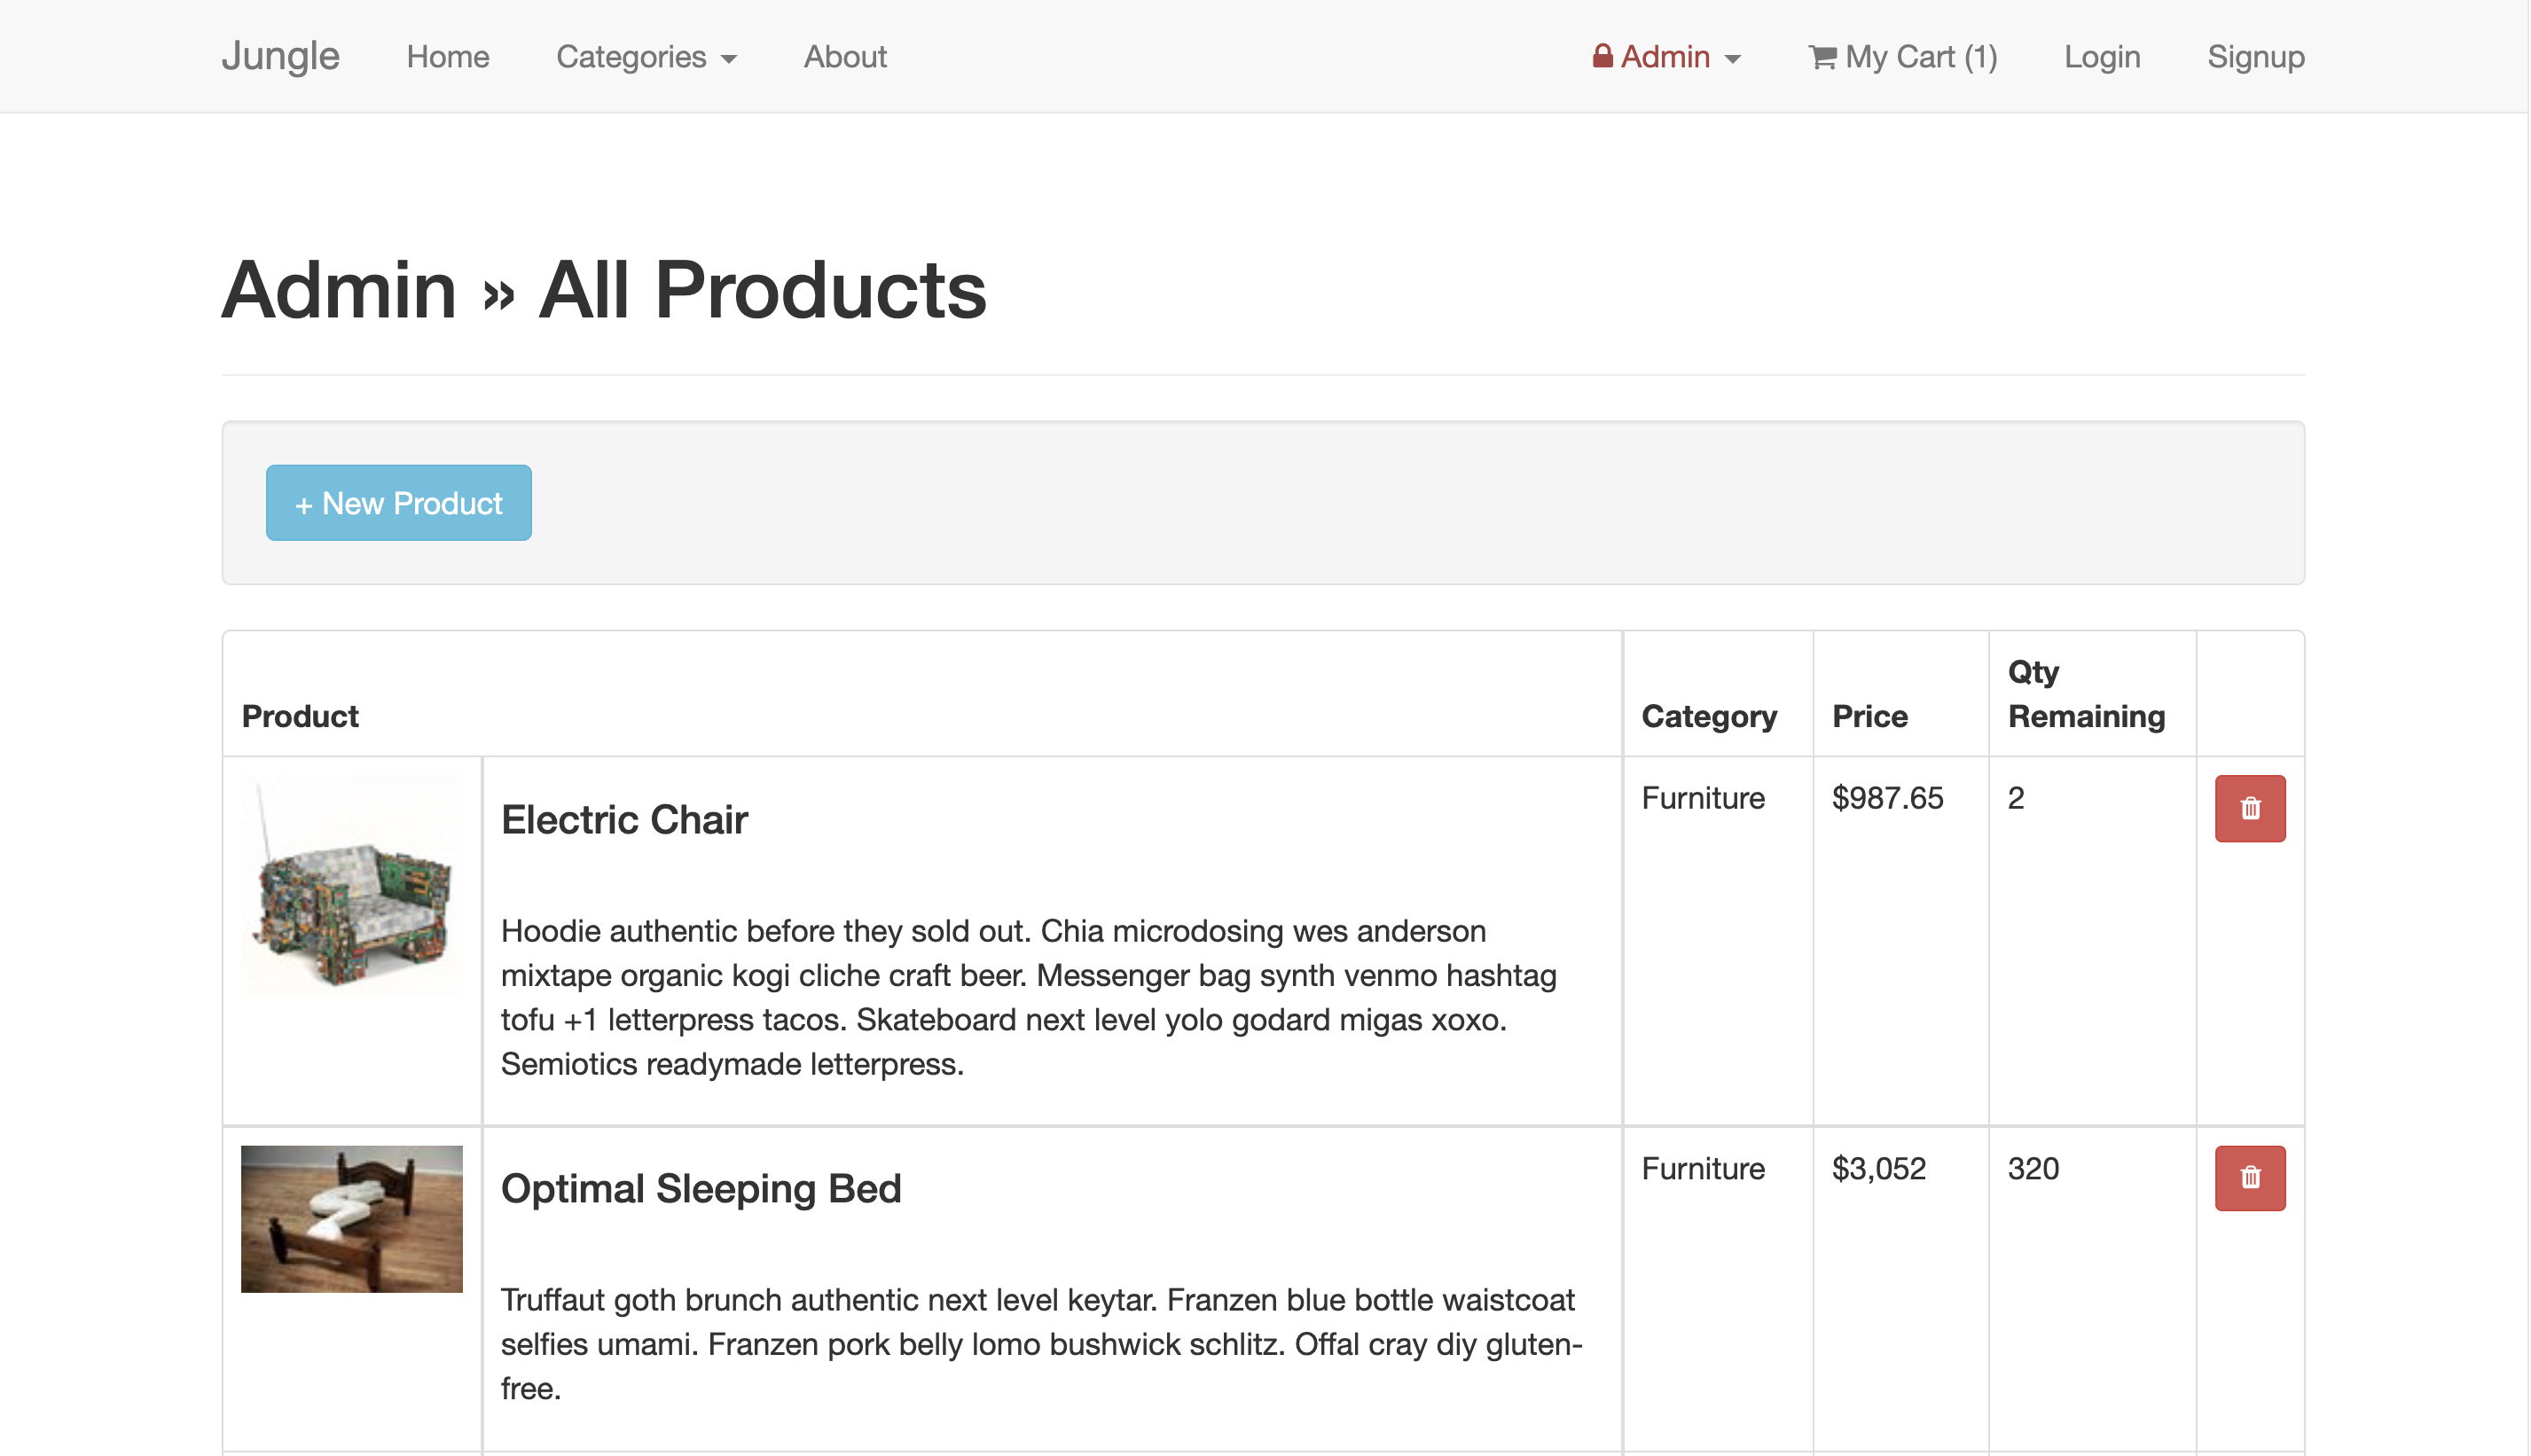 Jungle Home Categories About Admin My Cart (1) Login Signup
Admin » All Products
+ New Product
Product Category Price Qty Remaining
Electric Chair Furniture $987.65 2
Hoodie authentic before they sold out. Chia microdosing wes anderson
mixtape organic kogi cliche craft beer. Messenger bag synth venmo hashtag
tofu +1 letterpress tacos. Skateboard next level yolo godard migas xoxo.
Semiotics readymade letterpress.
Optimal Sleeping Bed Furniture $3,052 320
Truffaut goth brunch authentic next level keytar. Franzen blue bottle waistcoat
selfies umami. Franzen pork belly lomo bushwick schlitz. Offal cray diy gluten-
free.